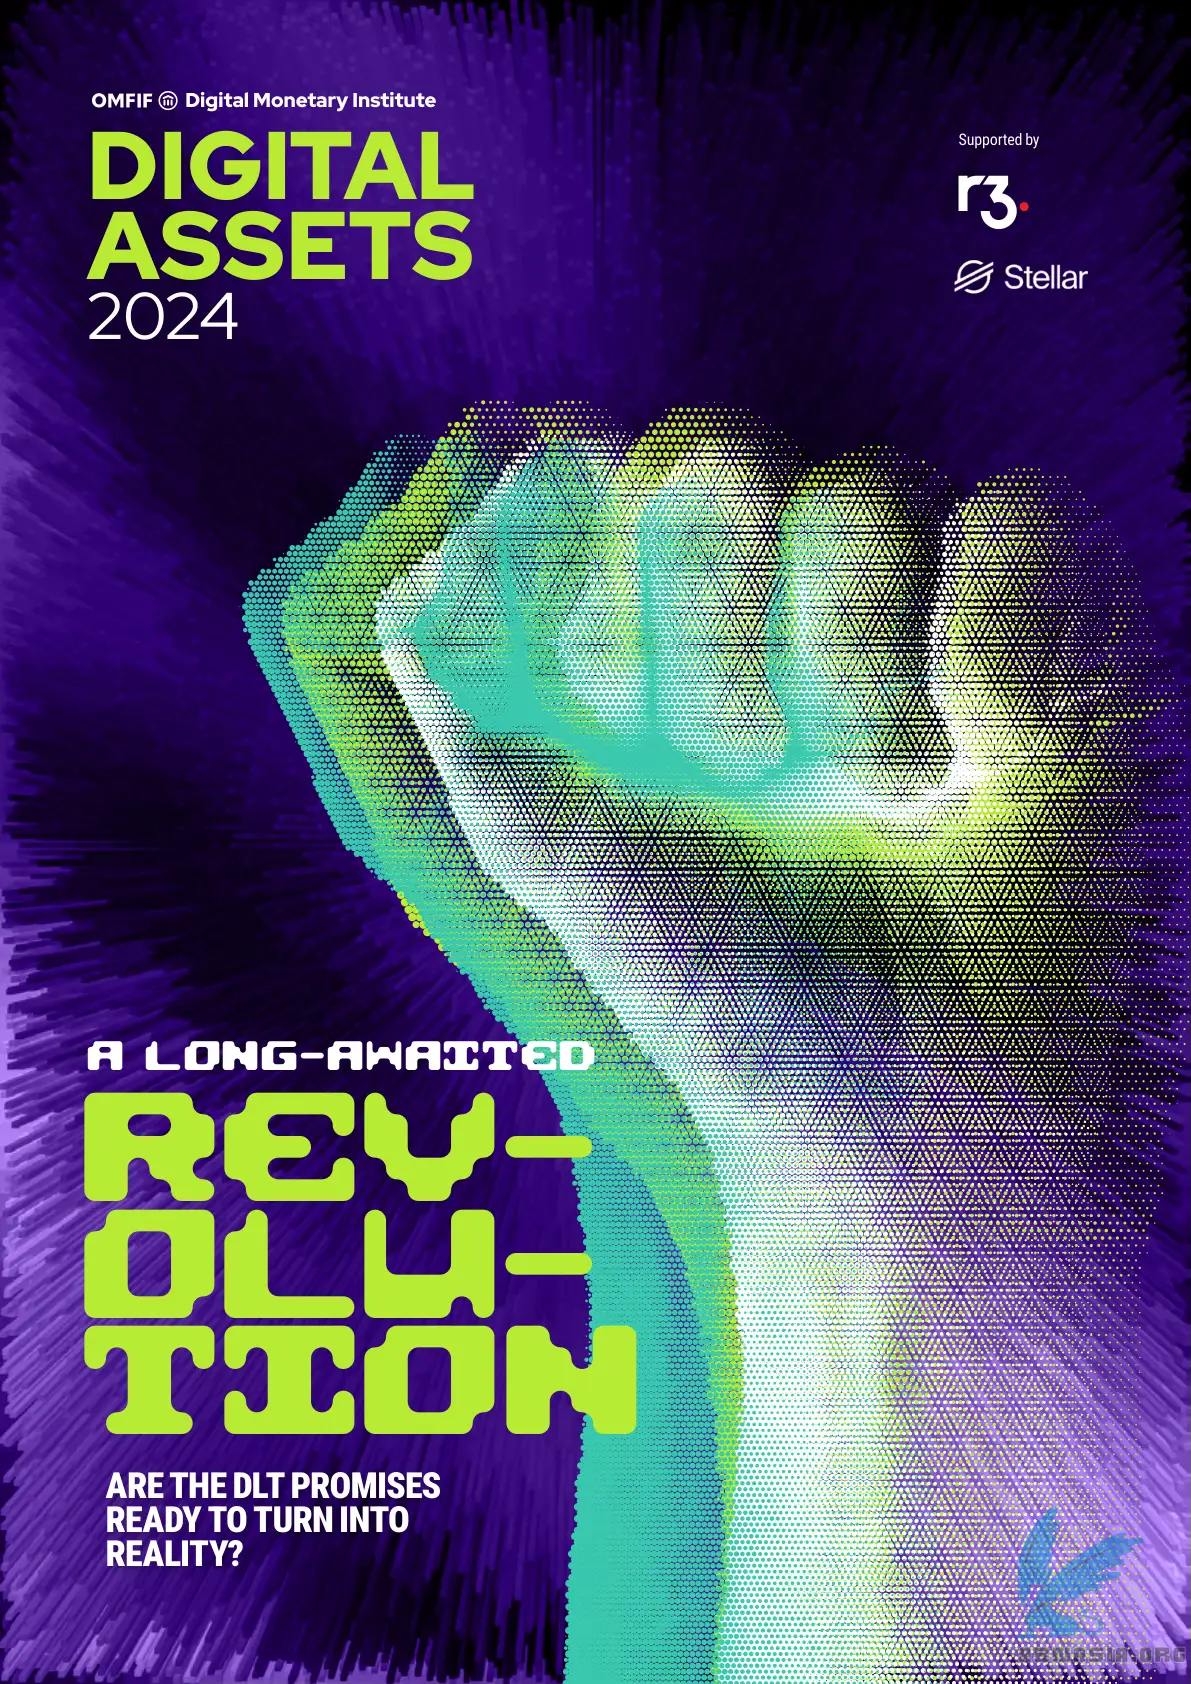 OMFIF Digital Monetary Institute
DIGITAL
ASSETS
2024
Supported by
r3.
Stellar
A LONG-AWAITED
REV-
OLU-
TION
ARE THE DLT PROMISES
READY TO TURN INTO
REALITY?